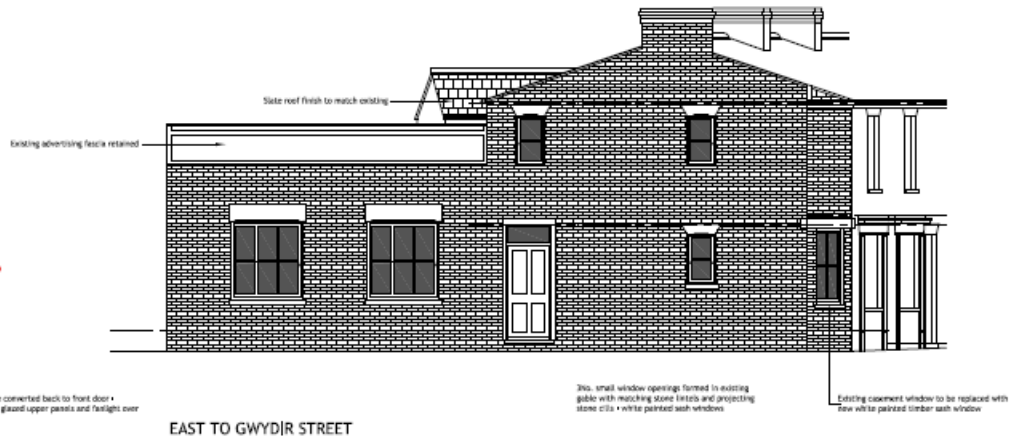 Slate roof finish to match existing
Existing advertising fascia retained
converted back to front door +
glazed upper panels and fanlight over
3No. small window openings formed in existing
gable with matching stone lintels and projecting
stone cills + white painted sash windows
Existing casement window to be replaced with
new white painted timber sash window
EAST TO GWYDIR STREET